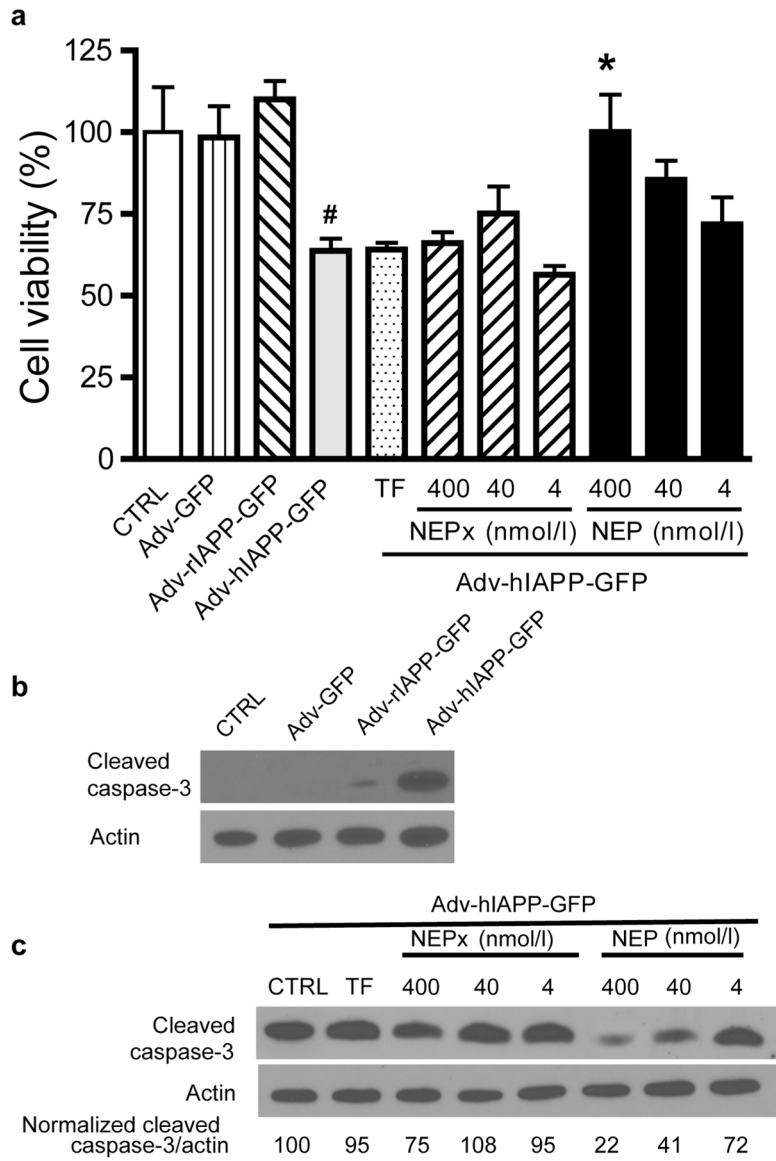 a
Cell viability (%)
125
100
75
50
25
0
*
#
CTRL
Adv-GFP
Adv-rIAPP-GFP
Adv-hIAPP-GFP
TF 400 40 4 400 40 4
NEPx (nmol/l) NEP (nmol/l)
Adv-hIAPP-GFP
b
CTRL
Adv-GFP
Adv-rIAPP-GFP
Adv-hIAPP-GFP
Cleaved
caspase-3
Actin
Adv-hIAPP-GFP
c
NEPx (nmol/l) NEP (nmol/l)
CTRL TF 400 40 4 400 40 4
Cleaved
caspase-3
Actin
Normalized cleaved
caspase-3/actin 100 95 75 108 95 22 41 72